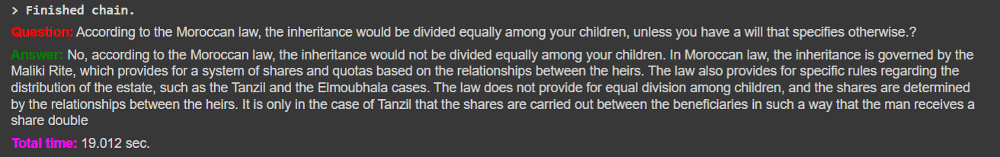 > Finished chain.
Question: According to the Moroccan law, the inheritance would be divided equally among your children, unless you have a will that specifies otherwise.?
Answer: No, according to the Moroccan law, the inheritance would not be divided equally among your children. In Moroccan law, the inheritance is governed by the
Maliki Rite, which provides for a system of shares and quotas based on the relationships between the heirs. The law also provides for specific rules regarding the
distribution of the estate, such as the Tanzil and the Elmoubhala cases. The law does not provide for equal division among children, and the shares are determined
by the relationships between the heirs. It is only in the case of Tanzil that the shares are carried out between the beneficiaries in such a way that the man receives a
share double
Total time: 19.012 sec.